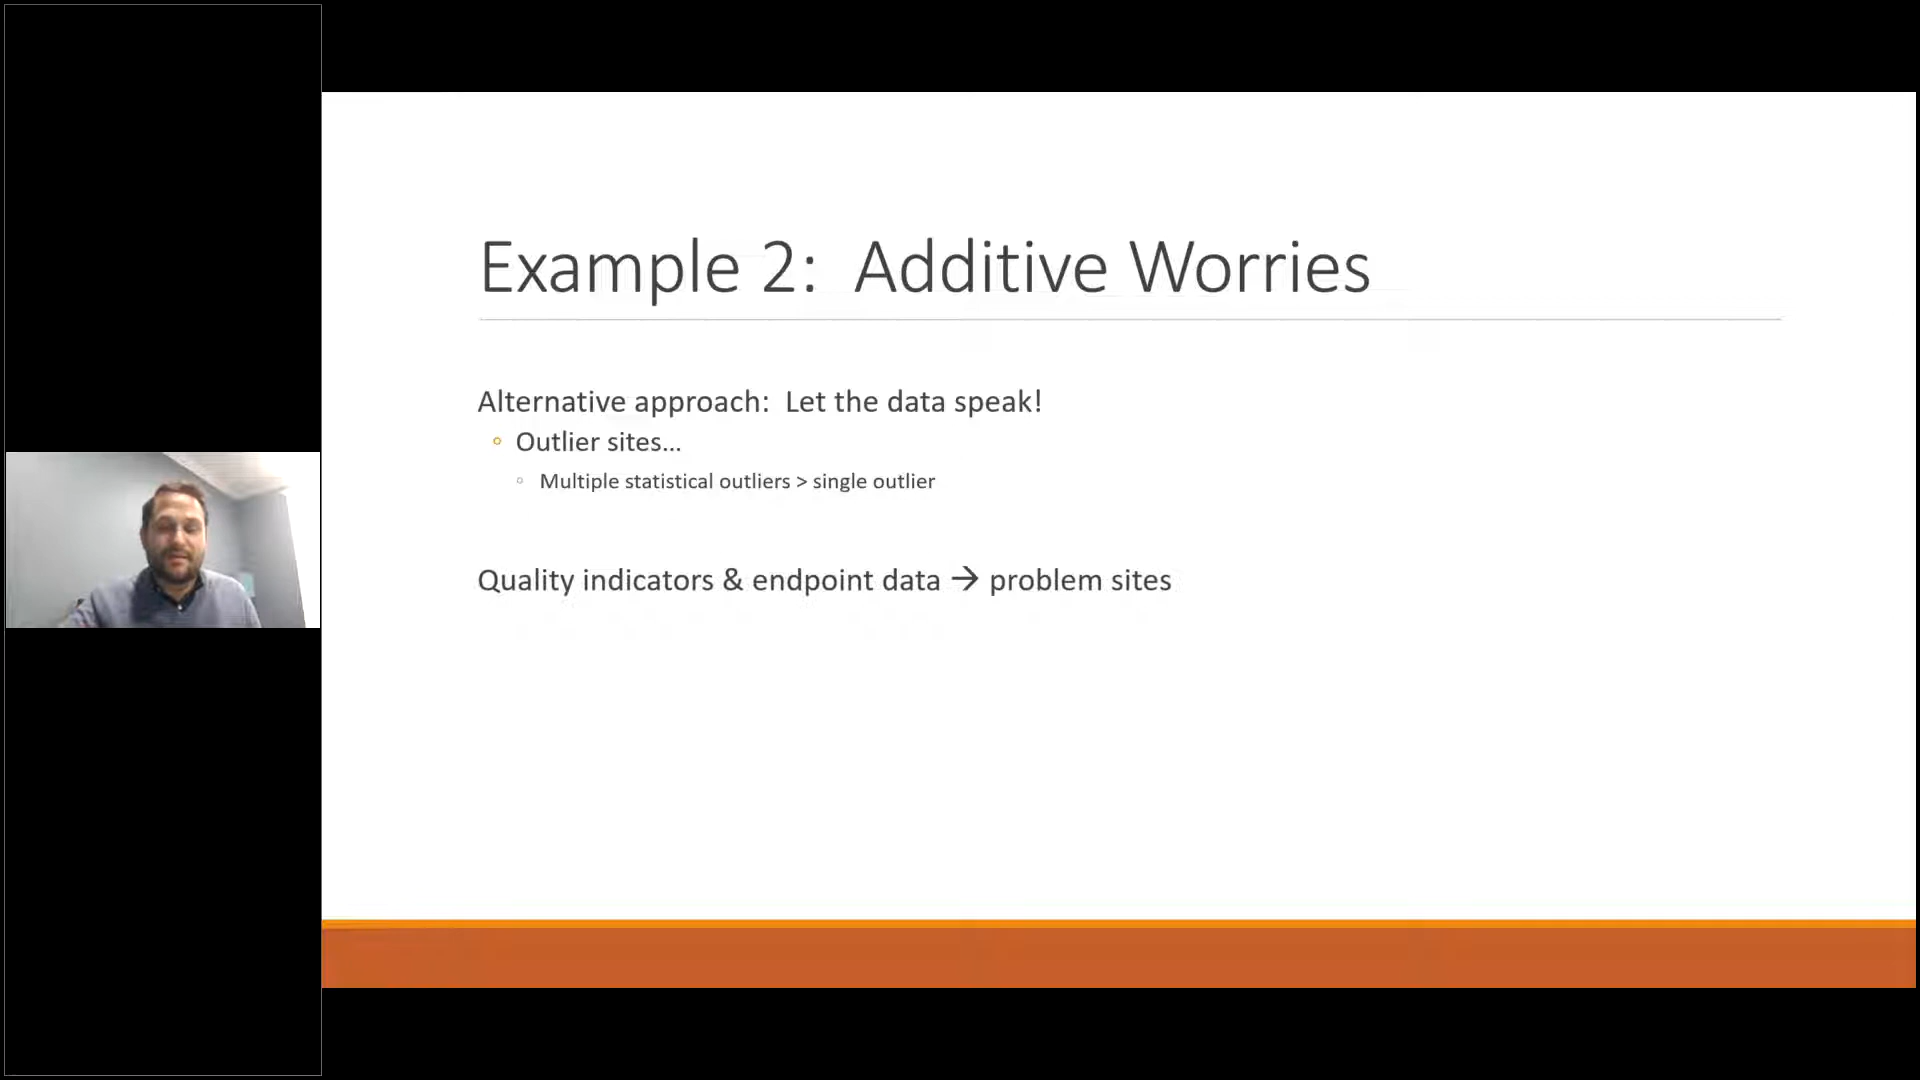 Example 2:  Additive Worries
Alternative approach:  Let the data speak!
Outlier sites…
Multiple statistical outliers > single outlier
Quality indicators & endpoint data → problem sites